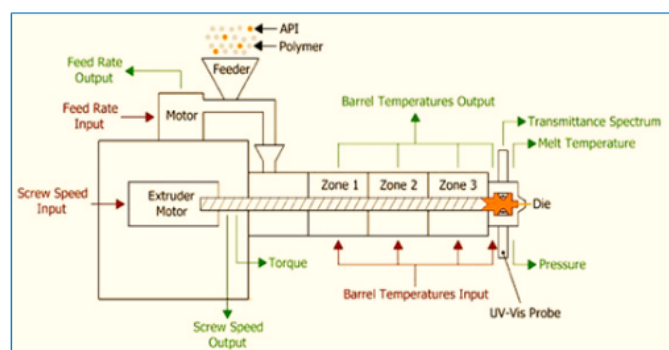 API
Polymer
Feed Rate
Output
Feeder
Feed Rate
Input
Motor
Barrel Temperatures Output
Transmittance Spectrum
Melt Temperature
Screw Speed
Input
Extruder
Motor
Zone 1
Zone 2
Zone 3
Die
Torque
Pressure
Barrel Temperatures Input
UV-Vis Probe
Screw Speed
Output